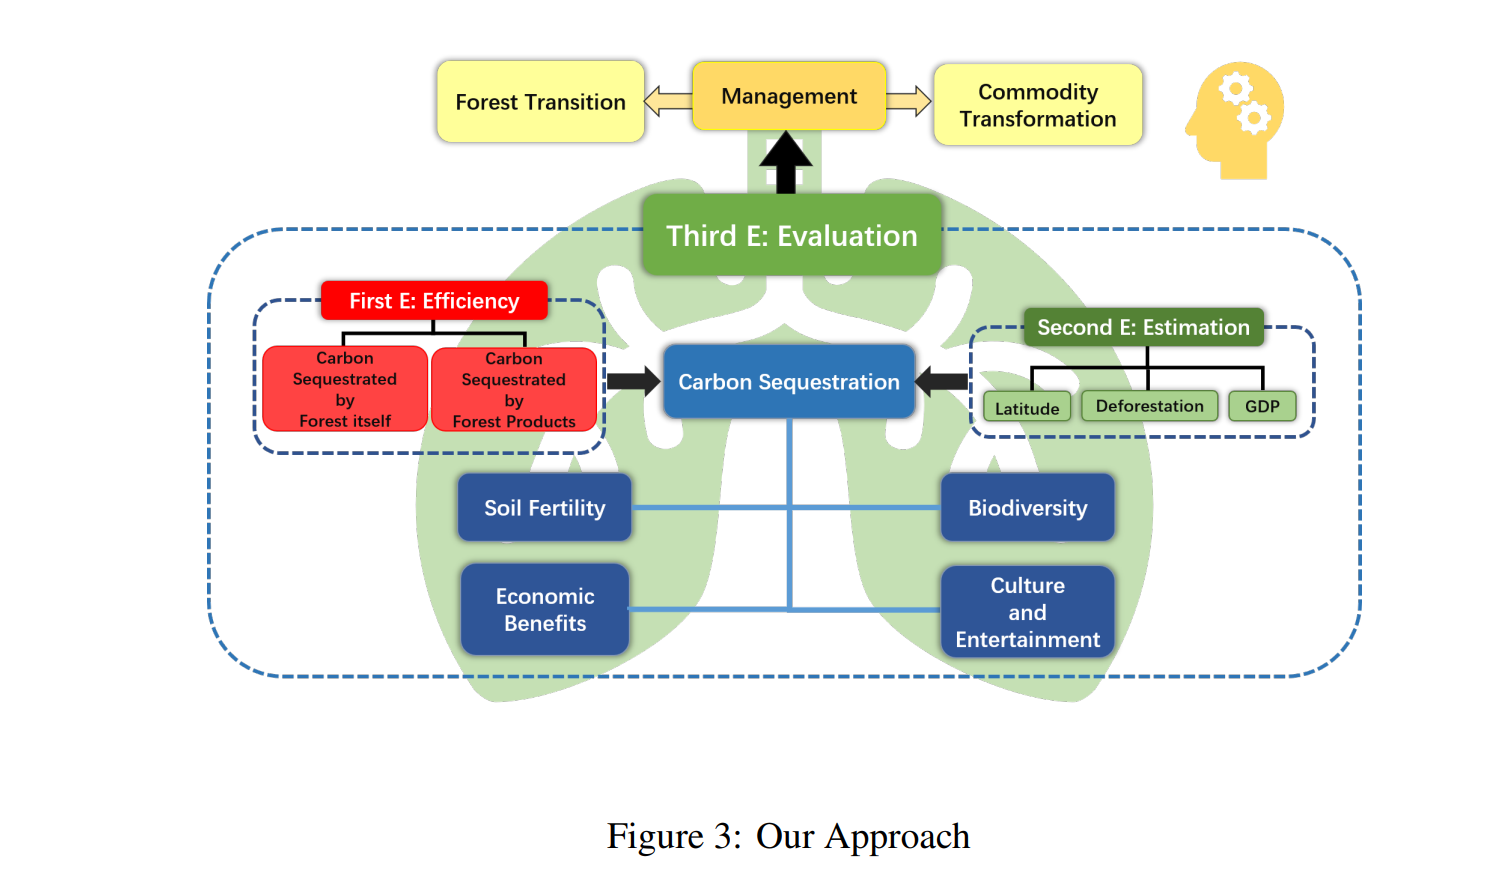 Forest Transition
Management
Commodity
Transformation
Third E: Evaluation
First E: Efficiency
Carbon
Sequestrated
by
Forest itself
Carbon
Sequestrated
by
Forest Products
Carbon Sequestration
Second E: Estimation
Latitude
Deforestation
GDP
Soil Fertility
Biodiversity
Economic
Benefits
Culture
and
Entertainment
Figure 3: Our Approach